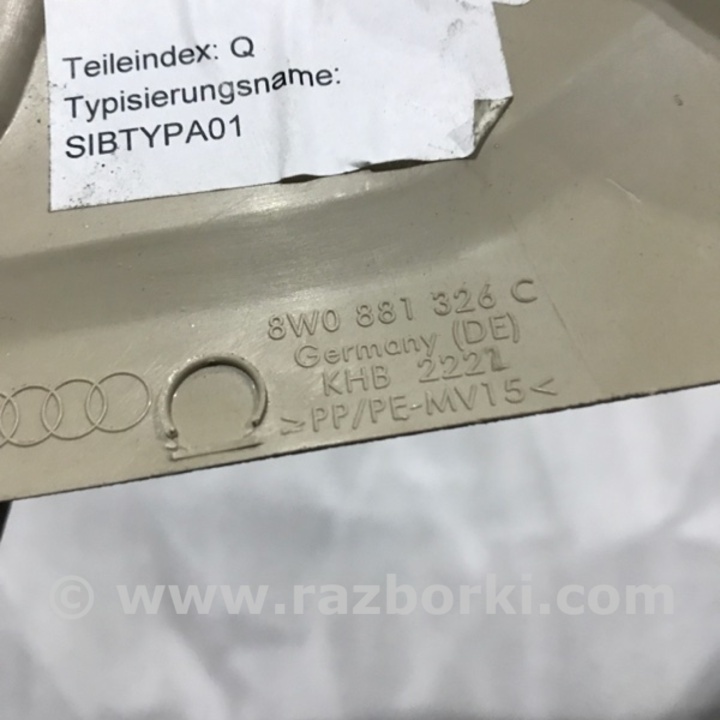 Teileindex: Q
Typisierungsname:
SIBTYPA01
8W0 881 326 C
Germany (DE)
KHB 2221
>PP/PE-MV15<
© www.razborki.com